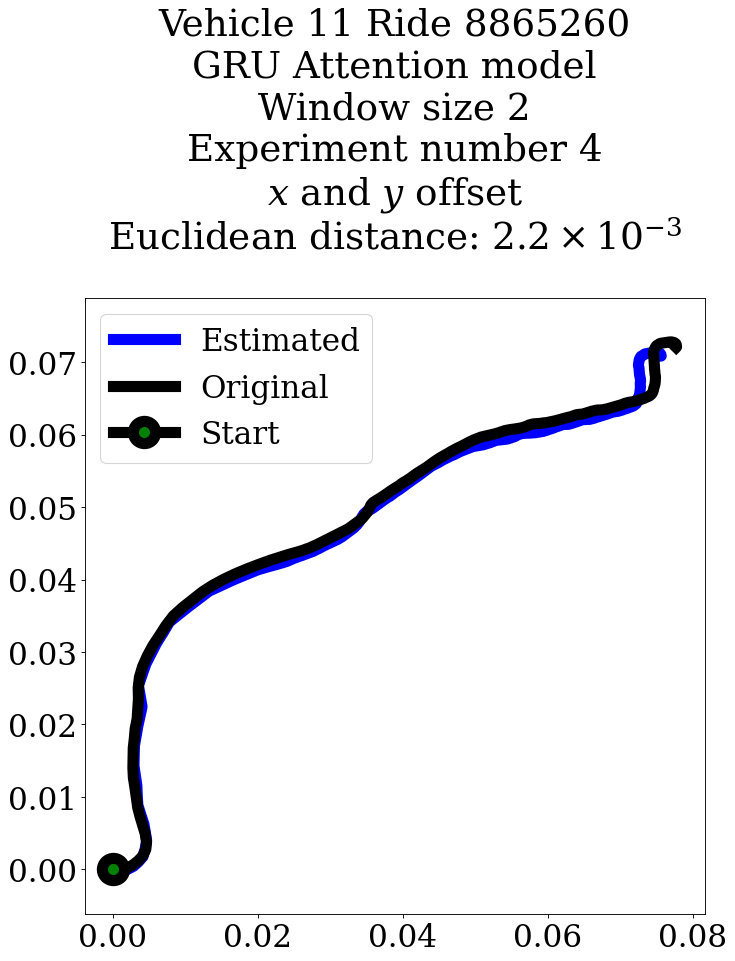 Vehicle 11 Ride 8865260
GRU Attention model
Window size 2
Experiment number 4
x and y offset
Euclidean distance: 2.2 × 10⁻³
Estimated
Original
Start
0.07
0.06
0.05
0.04
0.03
0.02
0.01
0.00
0.00 0.02 0.04 0.06 0.08